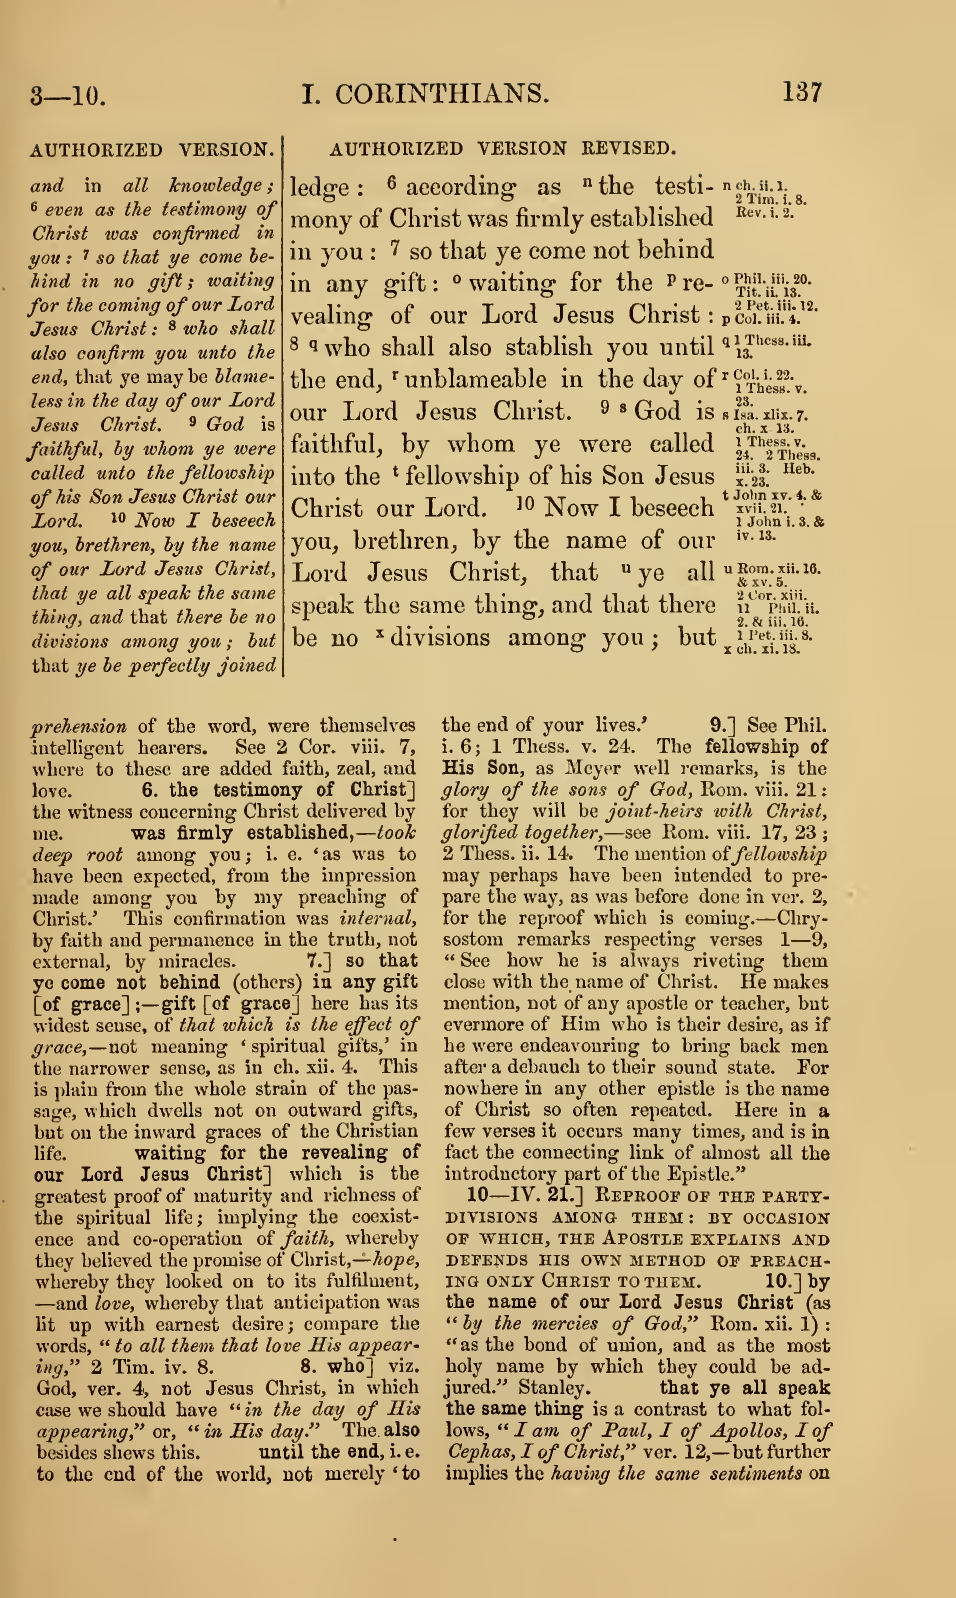 3—10.
I. CORINTHIANS.
137
AUTHORIZED VERSION.
and in all knowledge;
6 even as the testimony of
Christ was confirmed in
you: 7 so that ye come be-
hind in no gift; waiting
for the coming of our Lord
Jesus Christ: 8 who shall
also confirm you unto the
end, that ye may be blame-
less in the day of our Lord
Jesus Christ. 9 God is
faithful, by whom ye were
called unto the fellowship
of his Son Jesus Christ our
Lord. 10 Now I beseech
you, brethren, by the name
of our Lord Jesus Christ,
that ye all speak the same
thing, and that there be no
divisions among you; but
that ye be perfectly joined
AUTHORIZED VERSION REVISED.
ledge: 6 according as n the testi-
mony of Christ was firmly established
in you: 7 so that ye come not behind
in any gift: o waiting for the p re-
vealing of our Lord Jesus Christ:
8 q who shall also stablish you until
the end, r unblameable in the day of
our Lord Jesus Christ. 9 s God is
faithful, by whom ye were called
into the t fellowship of his Son Jesus
Christ our Lord. 10 Now I beseech
you, brethren, by the name of our
Lord Jesus Christ, that u ye all
speak the same thing, and that there
be no x divisions among you; but
n ch. ii. 1.
2 Tim. i. 8.
Rev. i. 2.
o Phil. iii. 20.
Tit. ii. 13.
2 Pet. iii. 12.
p Col. iii. 4.
q 1 Thess. iii.
13.
r Col. i. 22.
1 Thess. v.
23.
s Isa. xlix. 7.
ch. x 13.
1 Thess. v.
24. 2 Thess.
iii. 3. Heb.
x. 23.
t John xv. 4. &
xvii. 21.
1 John i. 3. &
iv. 13.
u Rom. xii. 16.
& xv. 5.
2 Cor. xiii.
11 Phil. ii.
2. & iii. 16.
1 Pet. iii. 8.
x ch. xi. 18.
prehension of the word, were themselves
intelligent hearers. See 2 Cor. viii. 7,
where to these are added faith, zeal, and
love. 6. the testimony of Christ]
the witness concerning Christ delivered by
me. was firmly established,—took
deep root among you; i. e. ‘as was to
have been expected, from the impression
made among you by my preaching of
Christ.’ This confirmation was internal,
by faith and permanence in the truth, not
external, by miracles. 7.] so that
ye come not behind (others) in any gift
[of grace];—gift [of grace] here has its
widest sense, of that which is the effect of
grace,—not meaning ‘spiritual gifts,’ in
the narrower sense, as in ch. xii. 4. This
is plain from the whole strain of the pas-
sage, which dwells not on outward gifts,
but on the inward graces of the Christian
life. waiting for the revealing of
our Lord Jesus Christ] which is the
greatest proof of maturity and richness of
the spiritual life; implying the coexist-
ence and co-operation of faith, whereby
they believed the promise of Christ,—hope,
whereby they looked on to its fulfilment,
—and love, whereby that anticipation was
lit up with earnest desire; compare the
words, “to all them that love His appear-
ing,” 2 Tim. iv. 8. 8. who] viz.
God, ver. 4, not Jesus Christ, in which
case we should have “in the day of His
appearing,” or, “in His day.” The also
besides shews this. until the end, i. e.
to the end of the world, not merely ‘to
the end of your lives.’ 9.] See Phil.
i. 6; 1 Thess. v. 24. The fellowship of
His Son, as Meyer well remarks, is the
glory of the sons of God, Rom. viii. 21:
for they will be joint-heirs with Christ,
glorified together,—see Rom. viii. 17, 23;
2 Thess. ii. 14. The mention of fellowship
may perhaps have been intended to pre-
pare the way, as was before done in ver. 2,
for the reproof which is coming.—Chry-
sostom remarks respecting verses 1—9,
“See how he is always riveting them
close with the name of Christ. He makes
mention, not of any apostle or teacher, but
evermore of Him who is their desire, as if
he were endeavouring to bring back men
after a debauch to their sound state. For
nowhere in any other epistle is the name
of Christ so often repeated. Here in a
few verses it occurs many times, and is in
fact the connecting link of almost all the
introductory part of the Epistle.”
10—IV. 21.] REPROOF OF THE PARTY-
DIVISIONS AMONG THEM: BY OCCASION
OF WHICH, THE APOSTLE EXPLAINS AND
DEFENDS HIS OWN METHOD OF PREACH-
ING ONLY CHRIST TO THEM. 10.] by
the name of our Lord Jesus Christ (as
“by the mercies of God,” Rom. xii. 1):
“as the bond of union, and as the most
holy name by which they could be ad-
jured.” Stanley. that ye all speak
the same thing is a contrast to what fol-
lows, “I am of Paul, I of Apollos, I of
Cephas, I of Christ,” ver. 12,—but further
implies the having the same sentiments on